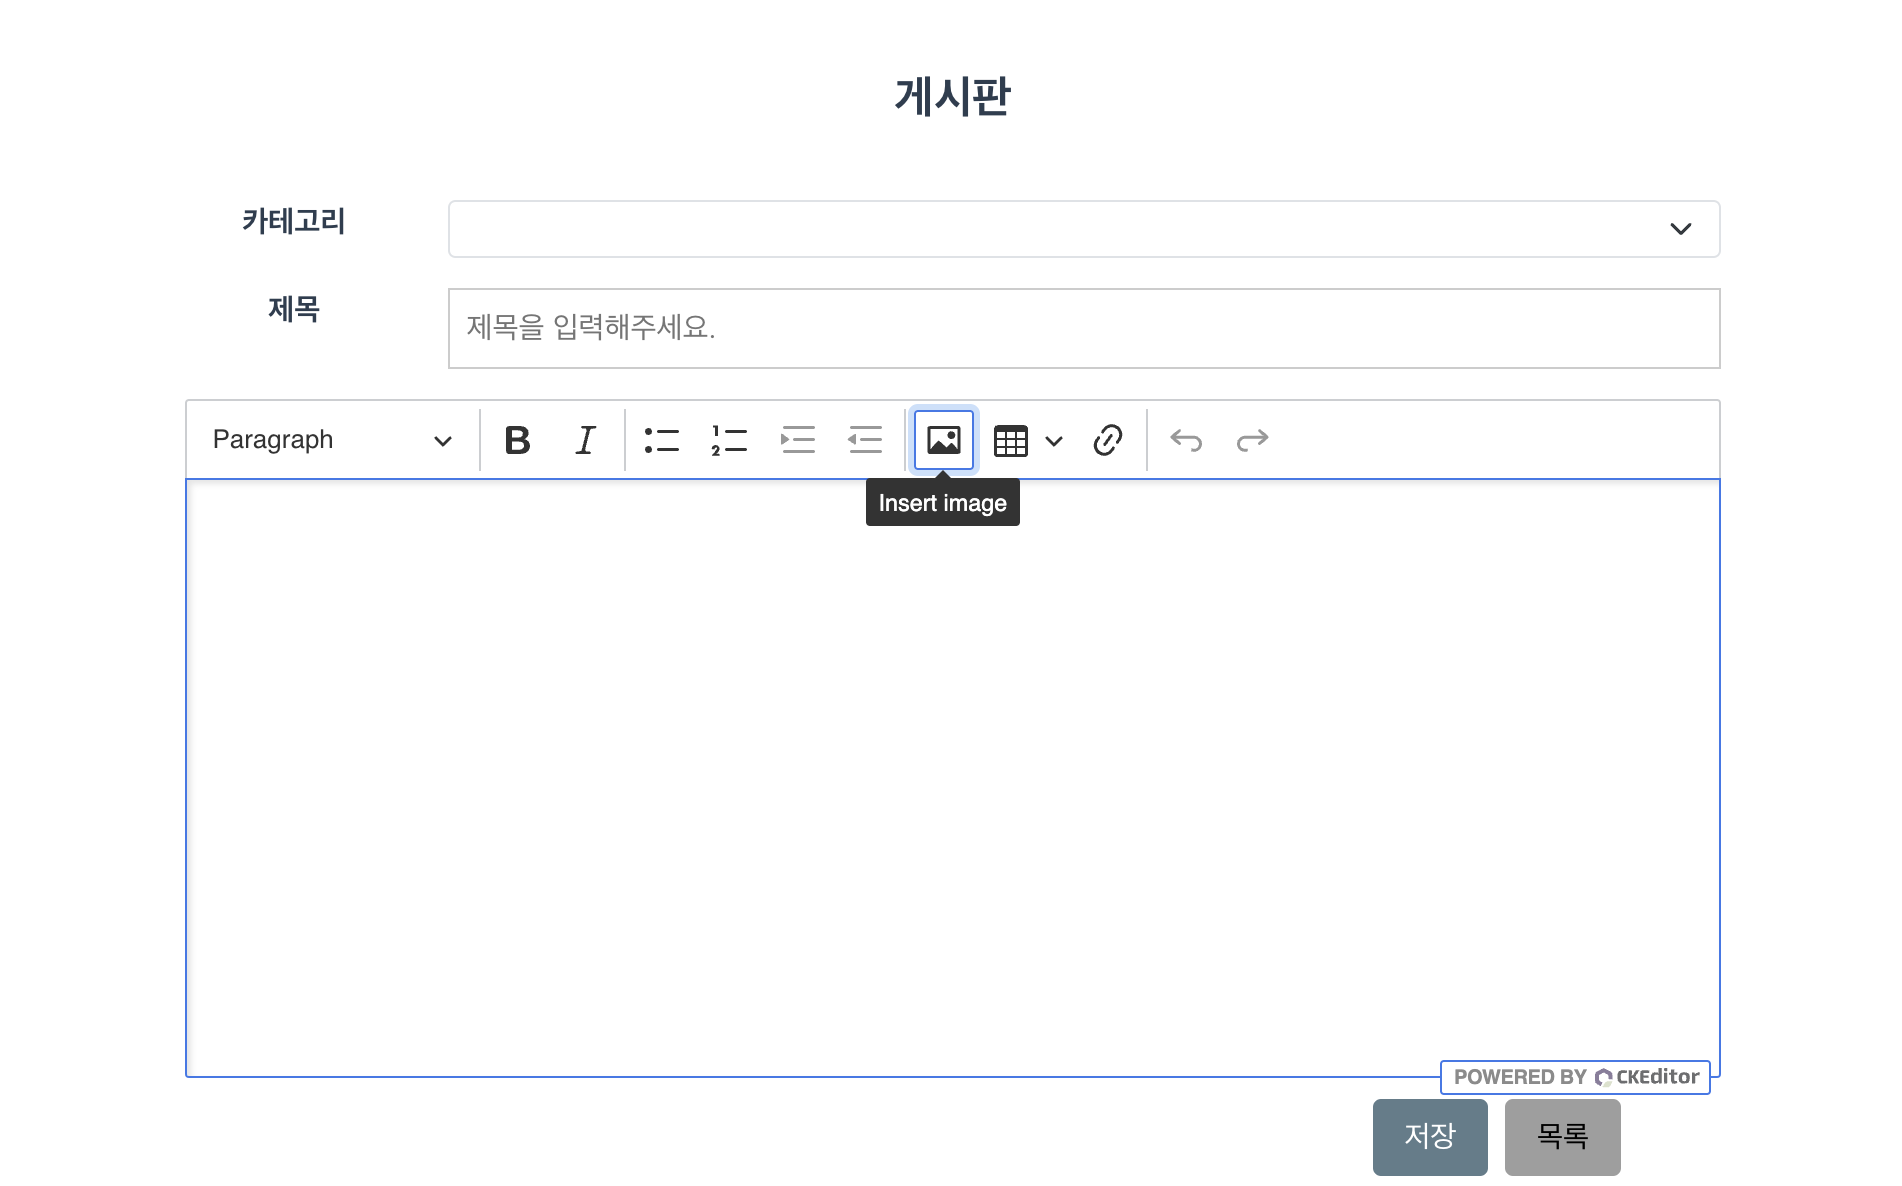 게시판
카테고리
제목
제목을 입력해주세요.
Paragraph
Insert image
POWERED BY CKEditor
저장 목록